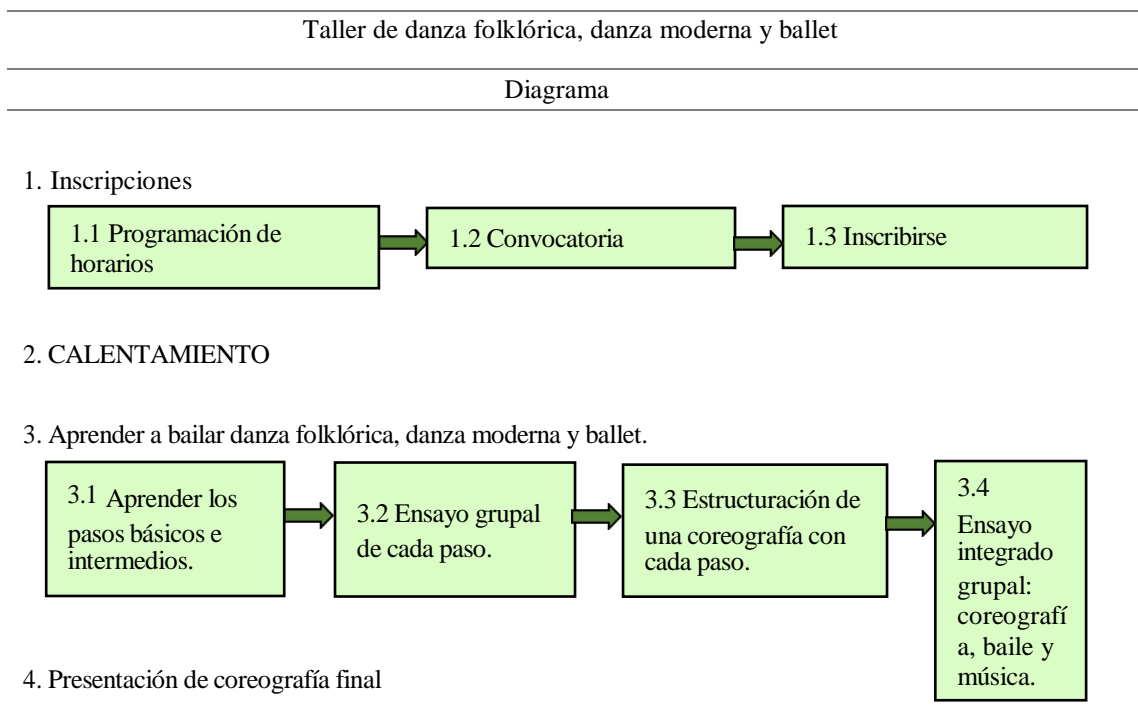 Taller de danza folklórica, danza moderna y ballet
Diagrama
1. Inscripciones
1.1 Programación de
horarios
1.2 Convocatoria
1.3 Inscribirse
2. CALENTAMIENTO
3. Aprender a bailar danza folklórica, danza moderna y ballet.
3.1 Aprender los
pasos básicos e
intermedios.
3.2 Ensayo grupal
de cada paso.
3.3 Estructuración de
una coreografía con
cada paso.
3.4
Ensayo
integrado
grupal:
coreografí
a, baile y
música.
4. Presentación de coreografía final